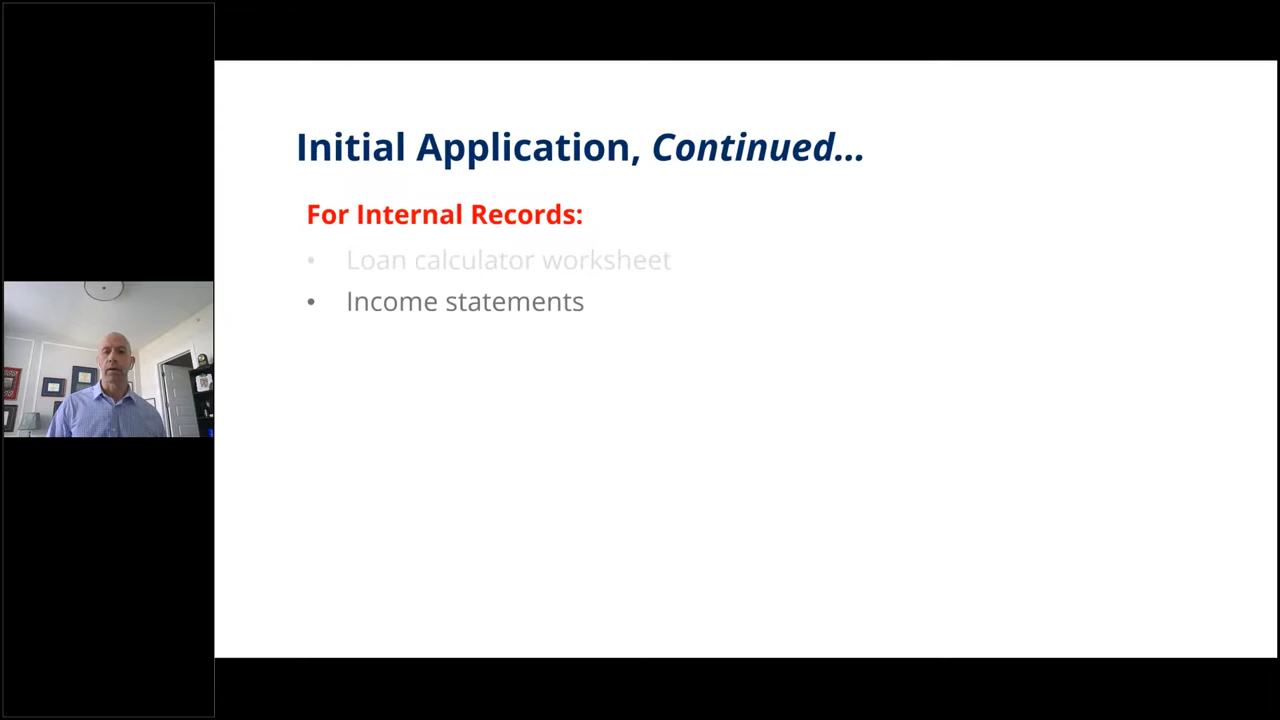 Initial Application, Continued...
For Internal Records:
• Loan calculator worksheet
• Income statements